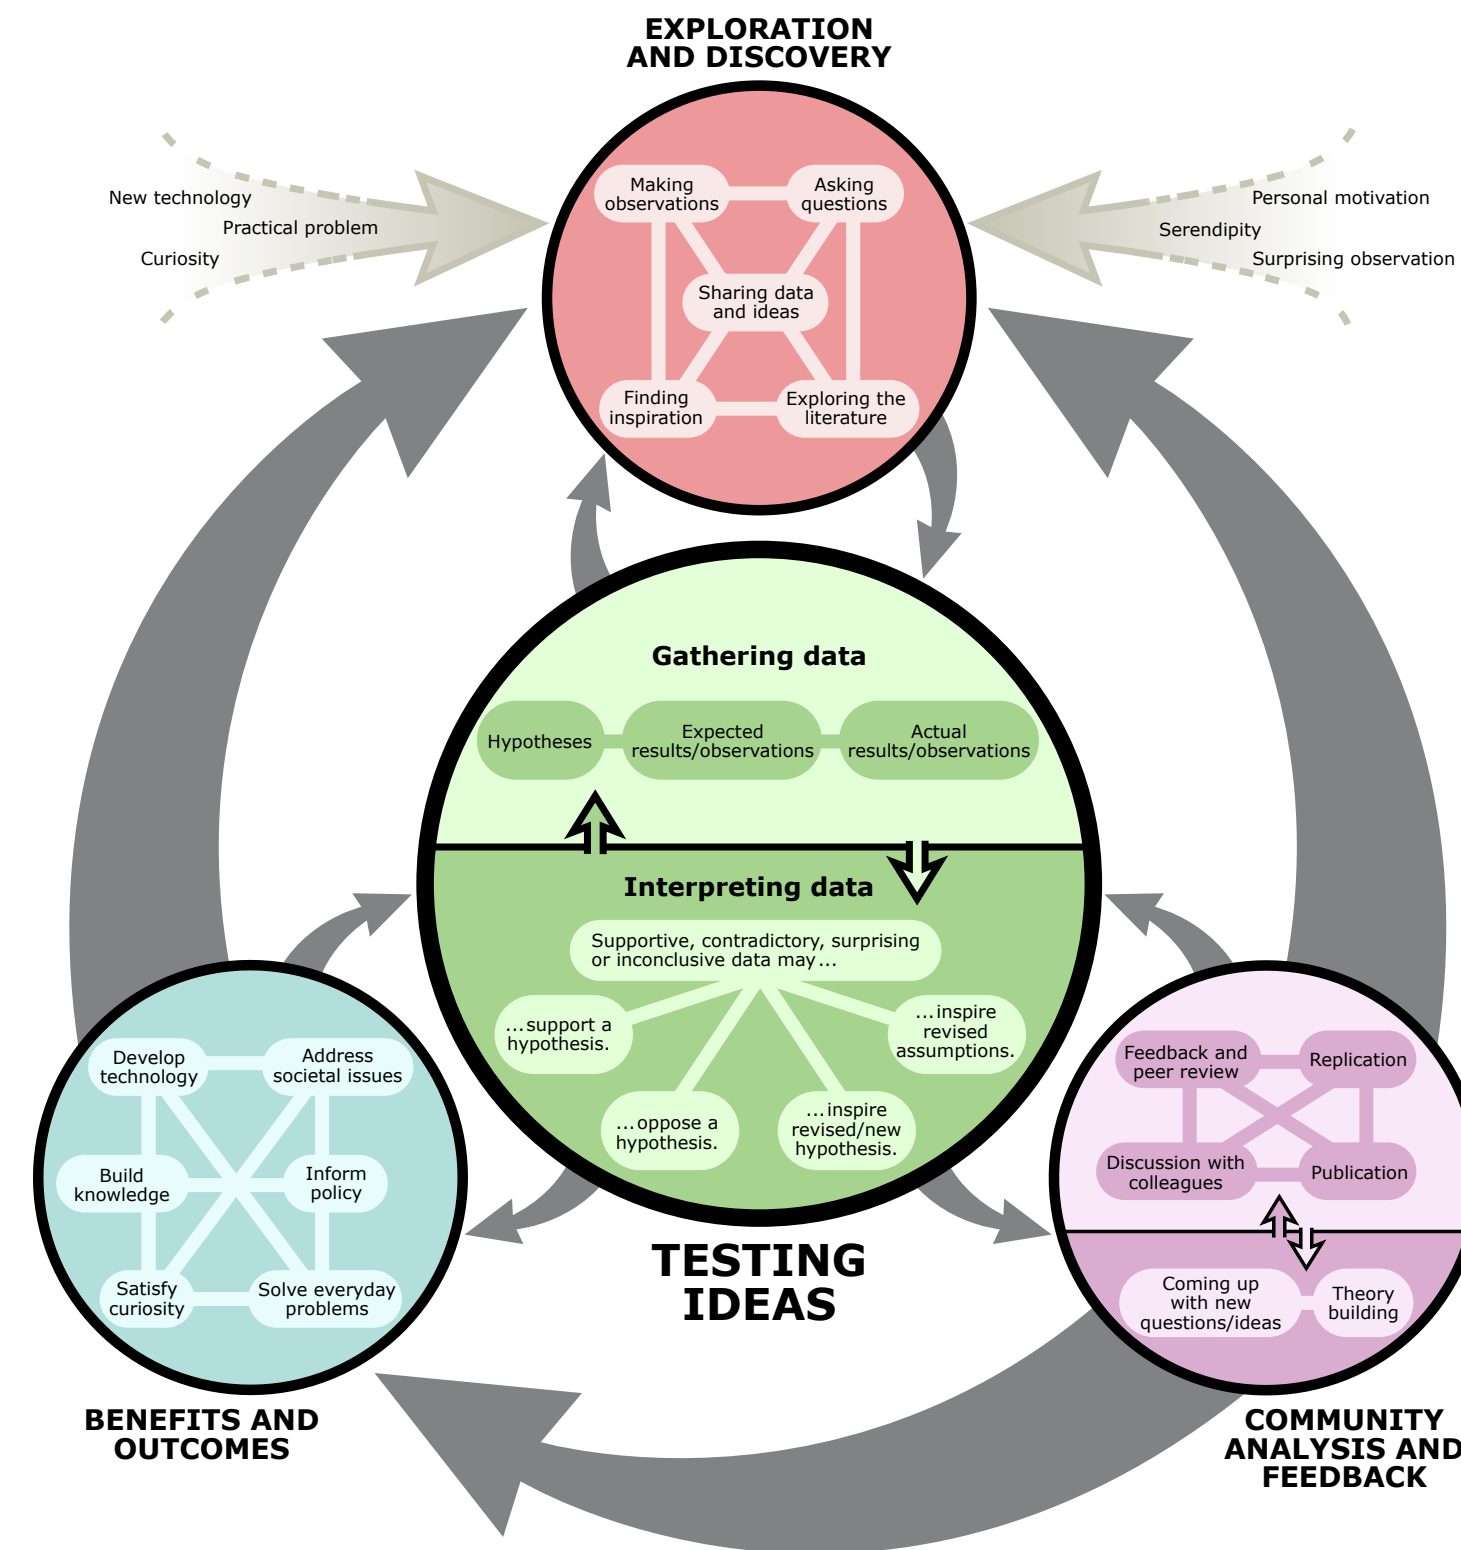 EXPLORATION
AND DISCOVERY
New technology
Practical problem
Curiosity
Personal motivation
Serendipity
Surprising observation
Making
observations
Asking
questions
Sharing data
and ideas
Finding
inspiration
Exploring the
literature
Gathering data
Hypotheses
Expected
results/observations
Actual
results/observations
Interpreting data
Supportive, contradictory, surprising
or inconclusive data may...
...support a
hypothesis.
...oppose a
hypothesis.
...inspire
revised/new
hypothesis.
...inspire
revised
assumptions.
TESTING
IDEAS
Develop
technology
Address
societal issues
Build
knowledge
Inform
policy
Satisfy
curiosity
Solve everyday
problems
BENEFITS AND
OUTCOMES
Feedback and
peer review
Replication
Discussion with
colleagues
Publication
Coming up
with new
questions/ideas
Theory
building
COMMUNITY
ANALYSIS AND
FEEDBACK